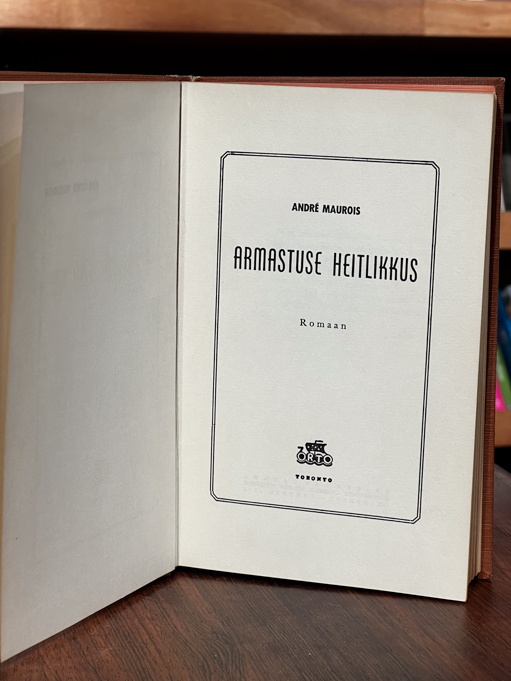 ANDRÉ MAUROIS
ARMASTUSE HEITLIKKUS
Romaan
ORTO
TORONTO